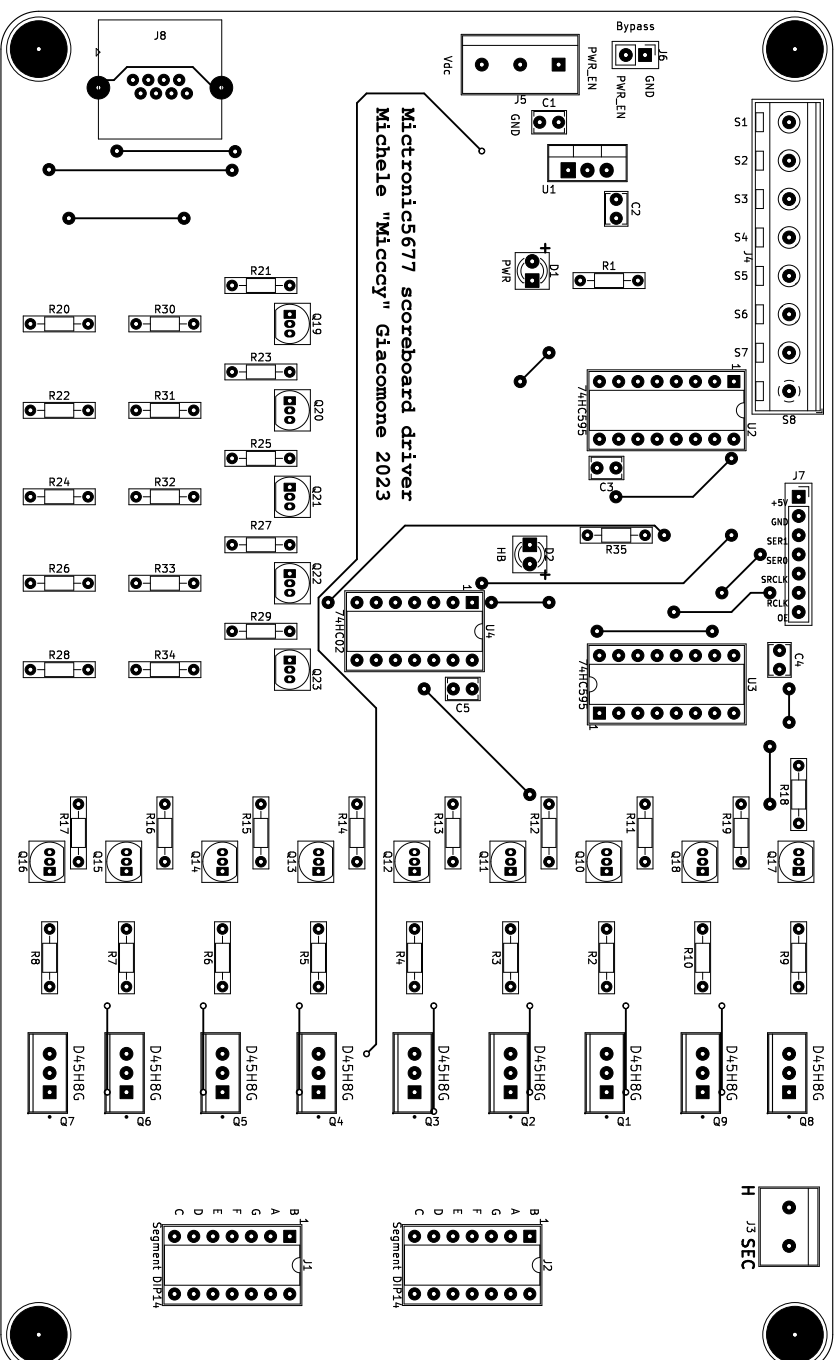 J8
Bypass
J6
GND
PWR_EN
Vdc
PWR_EN
J5
C1
GND
U1
C2
S1
S2
S3
S4
J4
S5
S6
S7
S8
Mictronic5677 scoreboard driver
Michele "Micccy" Giacomone 2023
+
D1
PWR
R1
R21
R20
R30
Q19
R23
R22
R31
Q20
R25
R24
R32
Q21
R27
R26
R33
Q22
R29
R28
R34
Q23
1
74HC595
U2
C3
J7
+5V
GND
SER1
SER0
SRCLK
RCLK
OE
R35
HB
D2
+
1
74HC02
U4
C5
74HC595
U3
1
C4
R18
R17
R16
R15
R14
R13
R12
R11
R19
Q16
Q15
Q14
Q13
Q12
Q11
Q10
Q18
Q17
R8
R7
R6
R5
R4
R3
R2
R10
R9
D45H8G
D45H8G
D45H8G
D45H8G
D45H8G
D45H8G
D45H8G
D45H8G
D45H8G
Q7
Q6
Q5
Q4
Q3
Q2
Q1
Q9
Q8
H
J3
SEC
C D E F G A B
1
Segment DIP14
J1
C D E F G A B
1
Segment DIP14
J2